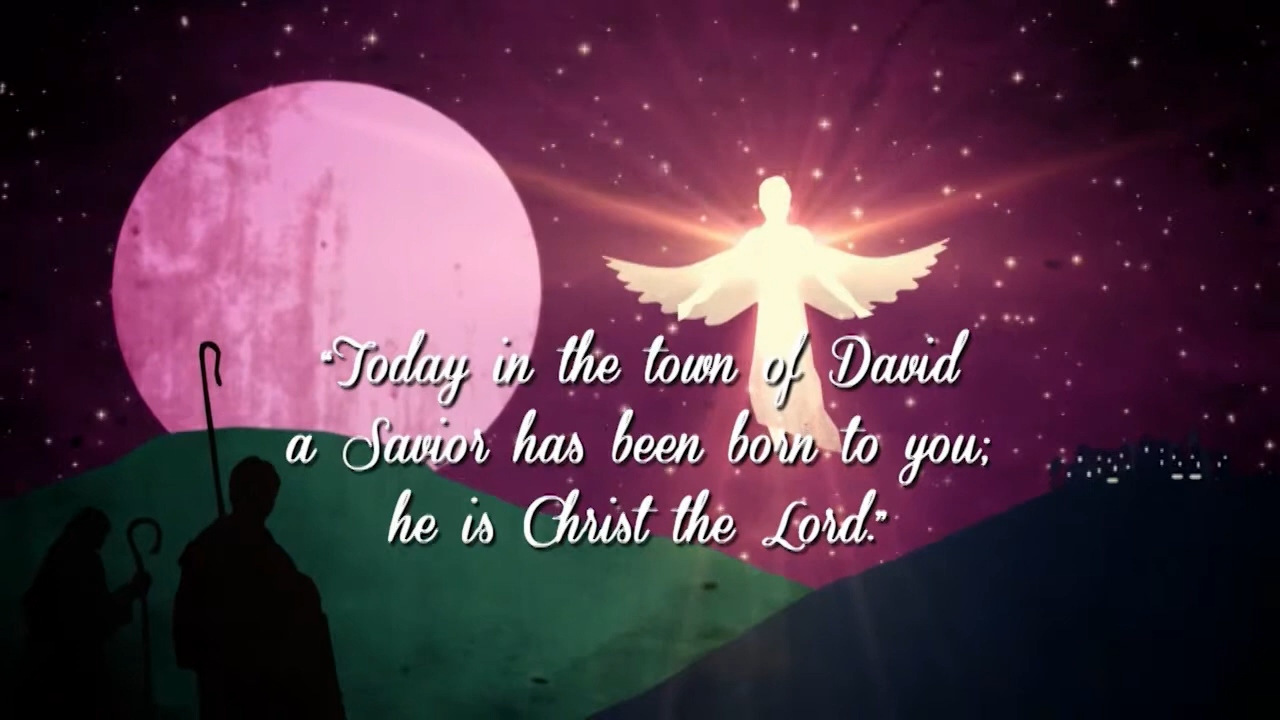 “Today in the town of David
a Savior has been born to you;
he is Christ the Lord.”